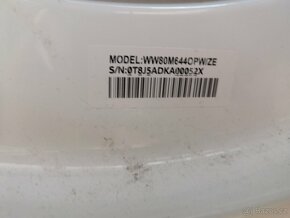 MODEL:WW80M644OPW/ZE
S/N:0T8J5ADKA00052X